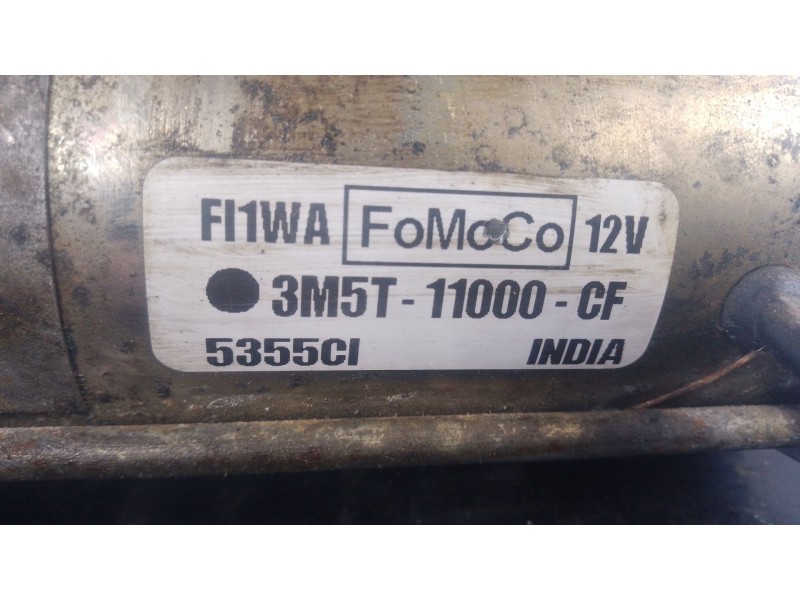 FI1WA FoMoCo 12V
3M5T-11000-CF
5355CI INDIA